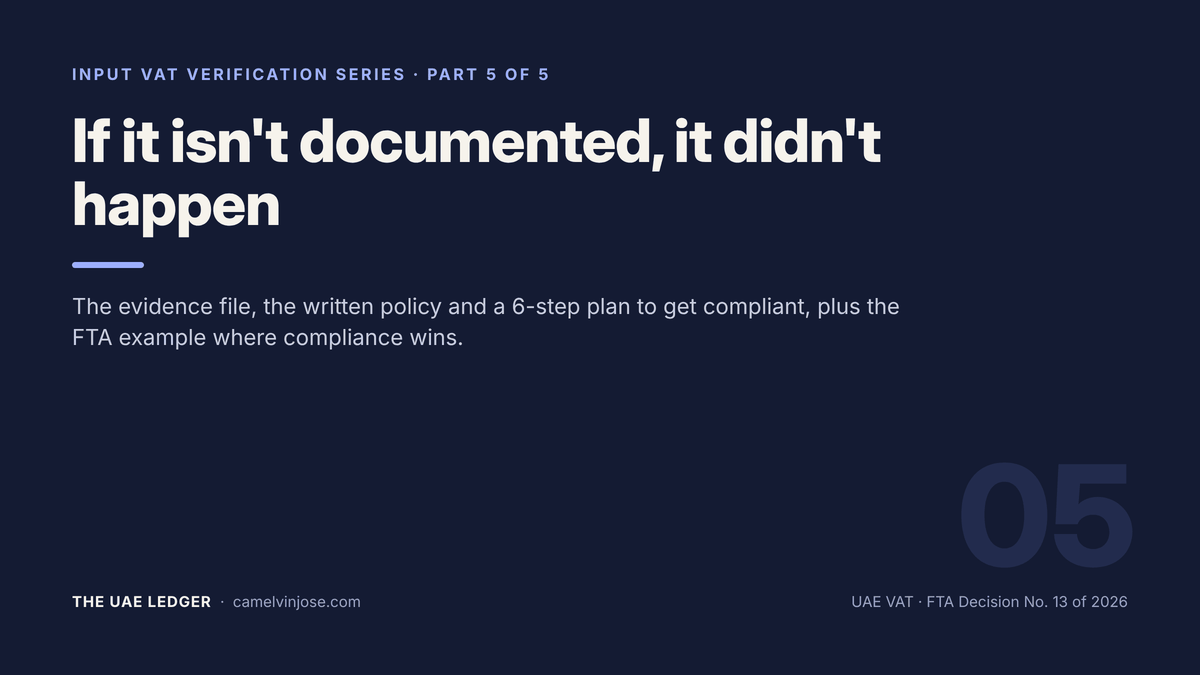 INPUT VAT VERIFICATION SERIES · PART 5 OF 5
If it isn't documented, it didn't
happen
The evidence file, the written policy and a 6-step plan to get compliant, plus the
FTA example where compliance wins.
05
THE UAE LEDGER · camelvinjose.com
UAE VAT · FTA Decision No. 13 of 2026